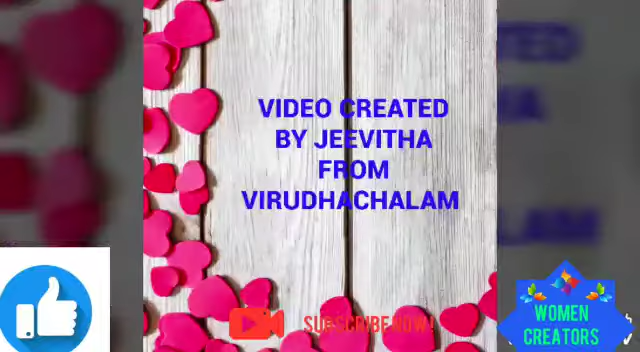 VIDEO CREATED
BY JEEVITHA
FROM
VIRUDHACHALAM
SUBSCRIBE NOW!
WOMEN
CREATORS